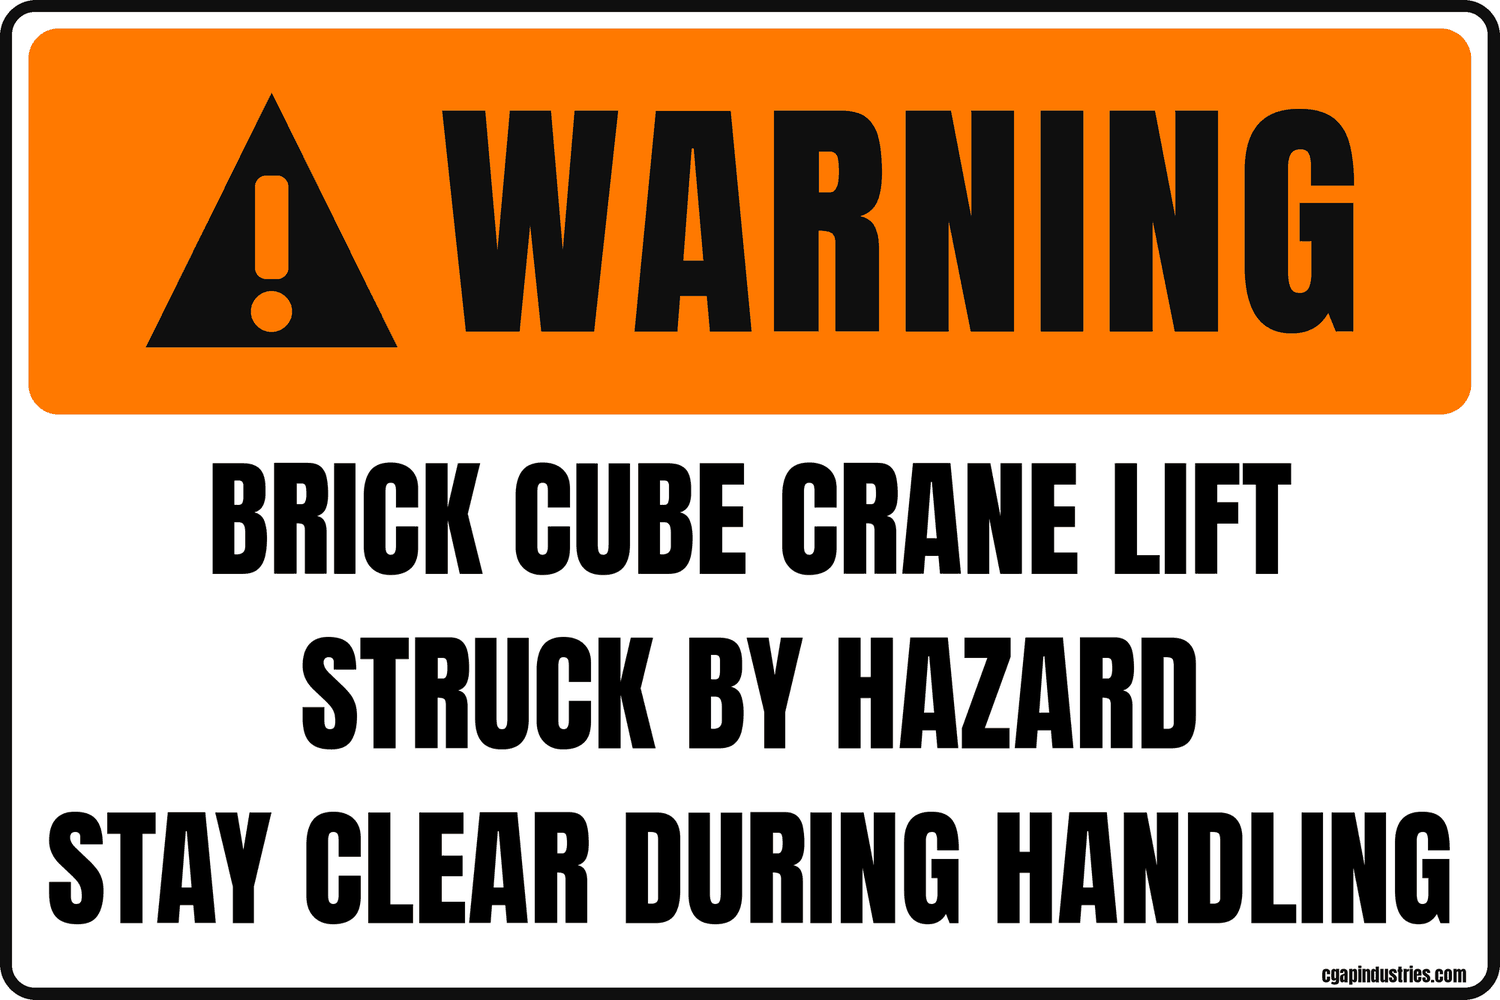 WARNING
BRICK CUBE CRANE LIFT
STRUCK BY HAZARD
STAY CLEAR DURING HANDLING
cgapindustries.com